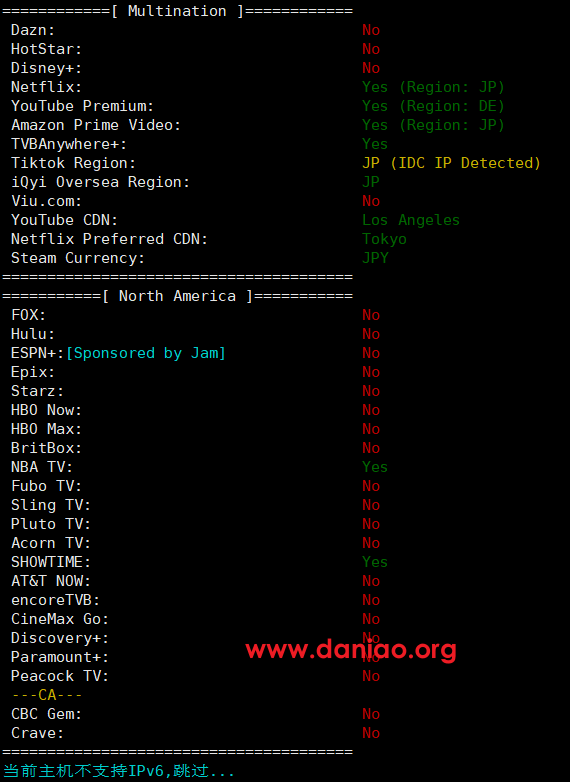 ============[ Multination ]============
Dazn: No
HotStar: No
Disney+: No
Netflix: Yes (Region: JP)
YouTube Premium: Yes (Region: DE)
Amazon Prime Video: Yes (Region: JP)
TVBAnywhere+: Yes
Tiktok Region: JP (IDC IP Detected)
iQyi Oversea Region: JP
Viu.com: No
YouTube CDN: Los Angeles
Netflix Preferred CDN: Tokyo
Steam Currency: JPY
=======================================
===========[ North America ]===========
FOX: No
Hulu: No
ESPN+:[Sponsored by Jam] No
Epix: No
Starz: No
HBO Now: No
HBO Max: No
BritBox: No
NBA TV: Yes
Fubo TV: No
Sling TV: No
Pluto TV: No
Acorn TV: No
SHOWTIME: Yes
AT&T NOW: No
encoreTVB: No
CineMax Go: No
Discovery+: No
www.daniao.org
Paramount+: No
Peacock TV: No
---CA---
CBC Gem: No
Crave: No
=======================================
当前主机不支持IPv6,跳过...